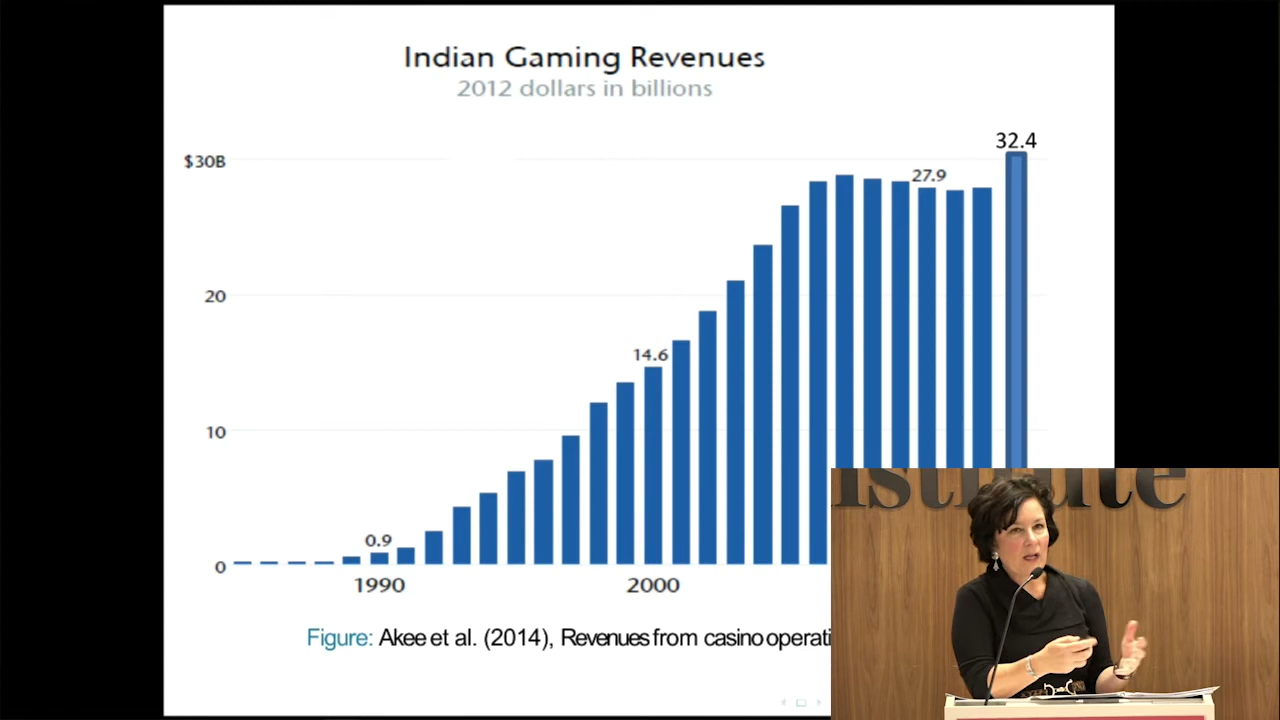 Indian Gaming Revenues
2012 dollars in billions
32.4
$30B
27.9
20
14.6
10
0.9
0
1990
2000
Figure: Akee et al. (2014), Revenues from casino operati
stitute